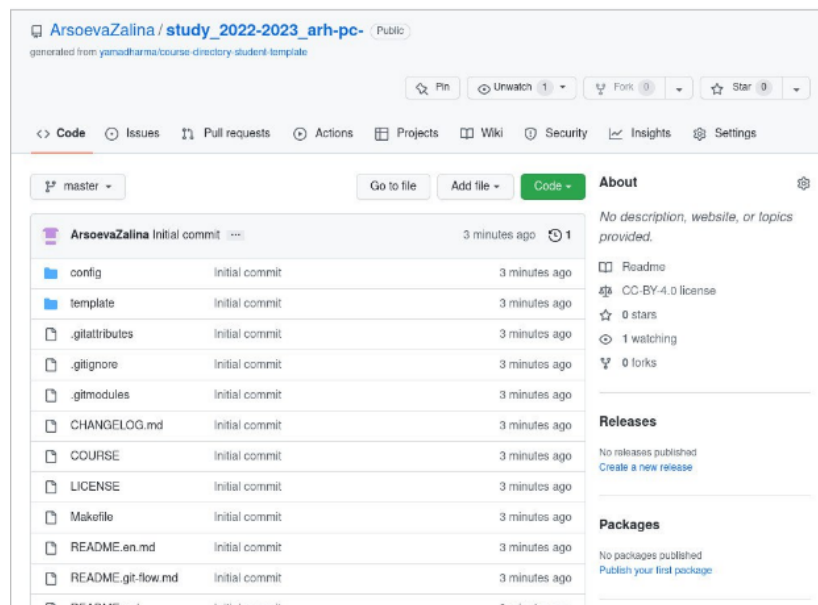 ArsoevaZalina / study_2022-2023_arh-pc- Public
generated from yamadharma/course-directory-student-template
Pin Unwatch 1 Fork 0 Star 0
<> Code Issues Pull requests Actions Projects Wiki Security Insights Settings
master Go to file Add file Code
ArsoevaZalina Initial commit ... 3 minutes ago 1
config Initial commit 3 minutes ago
template Initial commit 3 minutes ago
.gitattributes Initial commit 3 minutes ago
.gitignore Initial commit 3 minutes ago
.gitmodules Initial commit 3 minutes ago
CHANGELOG.md Initial commit 3 minutes ago
COURSE Initial commit 3 minutes ago
LICENSE Initial commit 3 minutes ago
Makefile Initial commit 3 minutes ago
README.en.md Initial commit 3 minutes ago
README.git-flow.md Initial commit 3 minutes ago
About
No description, website, or topics
provided.
Readme
CC-BY-4.0 license
0 stars
1 watching
0 forks
Releases
No releases published
Create a new release
Packages
No packages published
Publish your first package